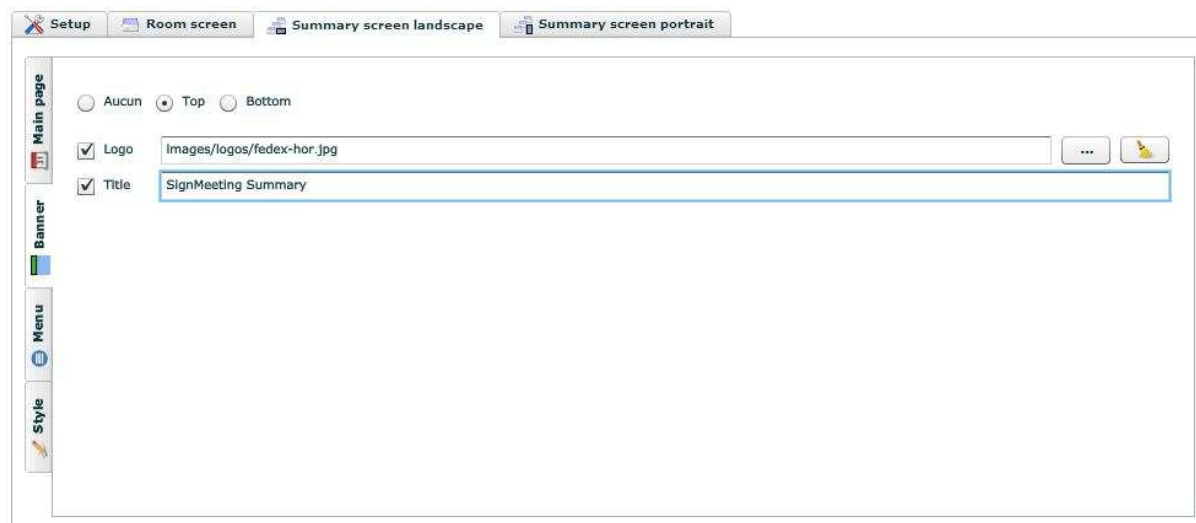 Setup
Room screen
Summary screen landscape
Summary screen portrait
Main page
Banner
Menu
Style
Aucun
Top
Bottom
Logo
Images/logos/fedex-hor.jpg
...
Title
SignMeeting Summary